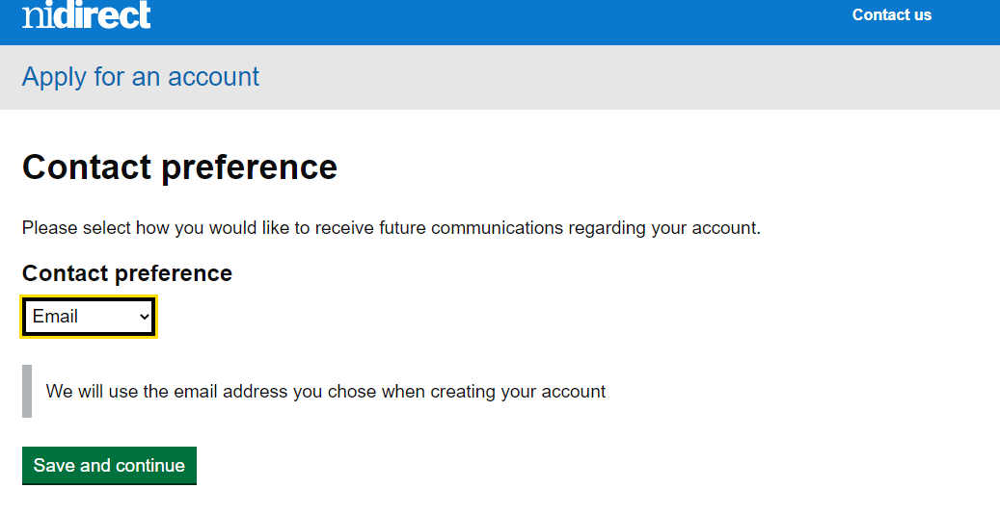 nidirect
Contact us
Apply for an account
Contact preference
Please select how you would like to receive future communications regarding your account.
Contact preference
Email
We will use the email address you chose when creating your account
Save and continue